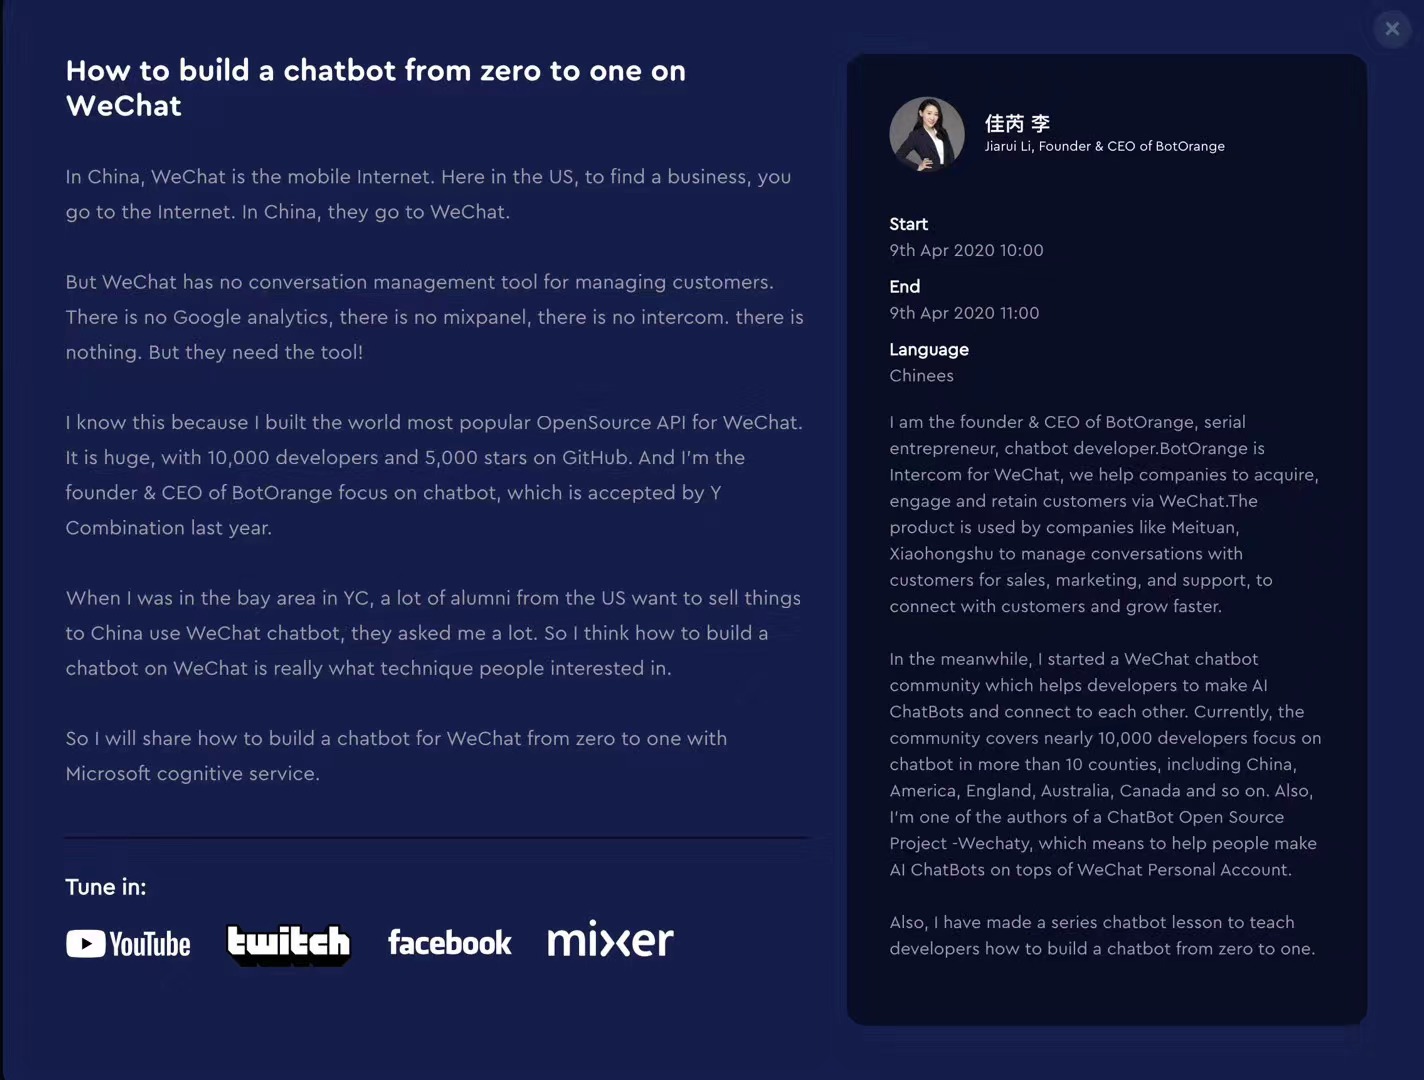 How to build a chatbot from zero to one on
WeChat
In China, WeChat is the mobile Internet. Here in the US, to find a business, you
go to the Internet. In China, they go to WeChat.
But WeChat has no conversation management tool for managing customers.
There is no Google analytics, there is no mixpanel, there is no intercom. there is
nothing. But they need the tool!
I know this because I built the world most popular OpenSource API for WeChat.
It is huge, with 10,000 developers and 5,000 stars on GitHub. And I'm the
founder & CEO of BotOrange focus on chatbot, which is accepted by Y
Combination last year.
When I was in the bay area in YC, a lot of alumni from the US want to sell things
to China use WeChat chatbot, they asked me a lot. So I think how to build a
chatbot on WeChat is really what technique people interested in.
So I will share how to build a chatbot for WeChat from zero to one with
Microsoft cognitive service.
Tune in:
YouTube twitch facebook mixer
佳芮 李
Jiarui Li, Founder & CEO of BotOrange
Start
9th Apr 2020 10:00
End
9th Apr 2020 11:00
Language
Chinees
I am the founder & CEO of BotOrange, serial
entrepreneur, chatbot developer.BotOrange is
Intercom for WeChat, we help companies to acquire,
engage and retain customers via WeChat.The
product is used by companies like Meituan,
Xiaohongshu to manage conversations with
customers for sales, marketing, and support, to
connect with customers and grow faster.
In the meanwhile, I started a WeChat chatbot
community which helps developers to make AI
ChatBots and connect to each other. Currently, the
community covers nearly 10,000 developers focus on
chatbot in more than 10 counties, including China,
America, England, Australia, Canada and so on. Also,
I'm one of the authors of a ChatBot Open Source
Project -Wechaty, which means to help people make
AI ChatBots on tops of WeChat Personal Account.
Also, I have made a series chatbot lesson to teach
developers how to build a chatbot from zero to one.